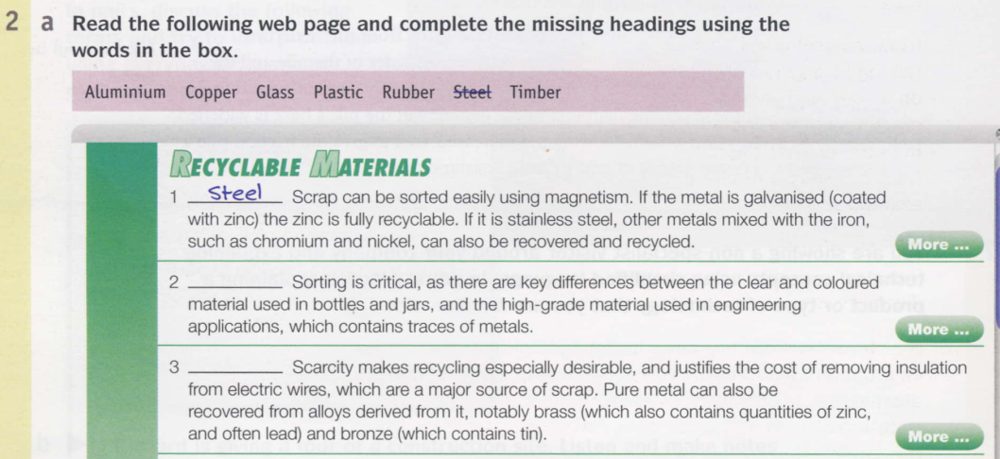 2 a Read the following web page and complete the missing headings using the
words in the box.
Aluminium Copper Glass Plastic Rubber Steel Timber
RECYCLABLE MATERIALS
1 Steel Scrap can be sorted easily using magnetism. If the metal is galvanised (coated
with zinc) the zinc is fully recyclable. If it is stainless steel, other metals mixed with the iron,
such as chromium and nickel, can also be recovered and recycled.
More ...
2 __________ Sorting is critical, as there are key differences between the clear and coloured
material used in bottles and jars, and the high-grade material used in engineering
applications, which contains traces of metals.
More ...
3 __________ Scarcity makes recycling especially desirable, and justifies the cost of removing insulation
from electric wires, which are a major source of scrap. Pure metal can also be
recovered from alloys derived from it, notably brass (which also contains quantities of zinc,
and often lead) and bronze (which contains tin).
More ...